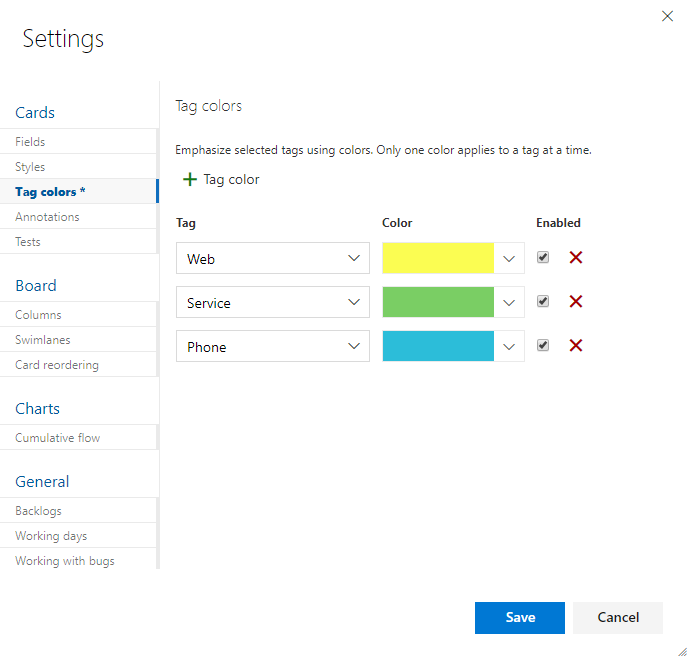 Settings
Cards
Fields
Styles
Tag colors *
Annotations
Tests
Board
Columns
Swimlanes
Card reordering
Charts
Cumulative flow
General
Backlogs
Working days
Working with bugs
Tag colors
Emphasize selected tags using colors. Only one color applies to a tag at a time.
Tag color
Tag Color Enabled
Web
Service
Phone
Save Cancel